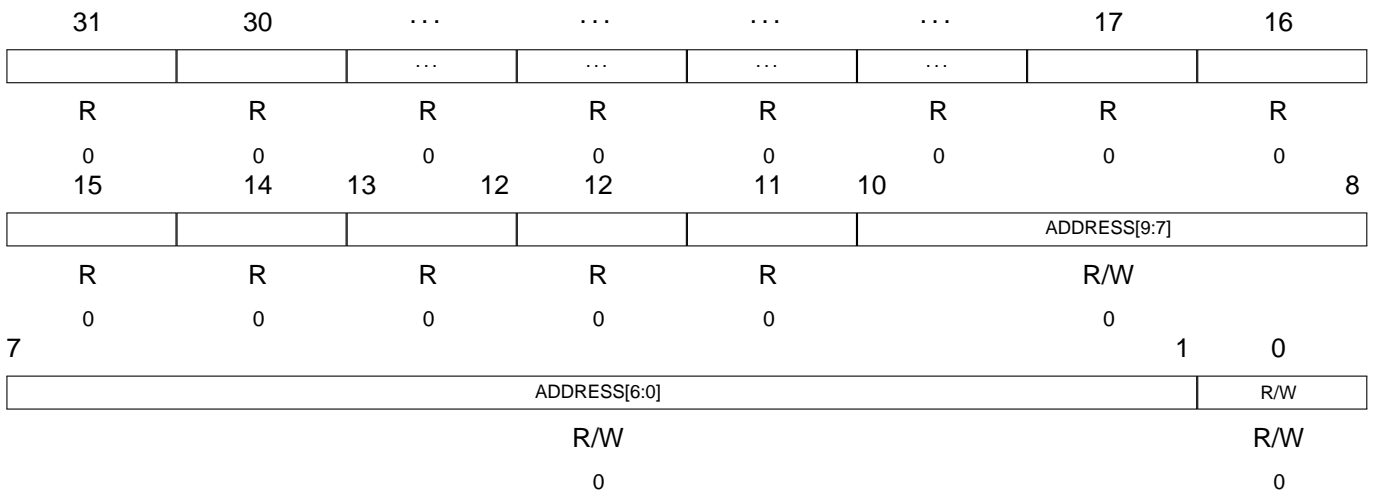 31 30 ... ... ... ... 17 16
... ... ... ...
R R R R R R R R
0 0 0 0 0 0 0 0
15 14 13 12 12 11 10 8
ADDRESS[9:7]
R R R R R R/W
0 0 0 0 0 0
7 1 0
ADDRESS[6:0] R/W
R/W R/W
0 0